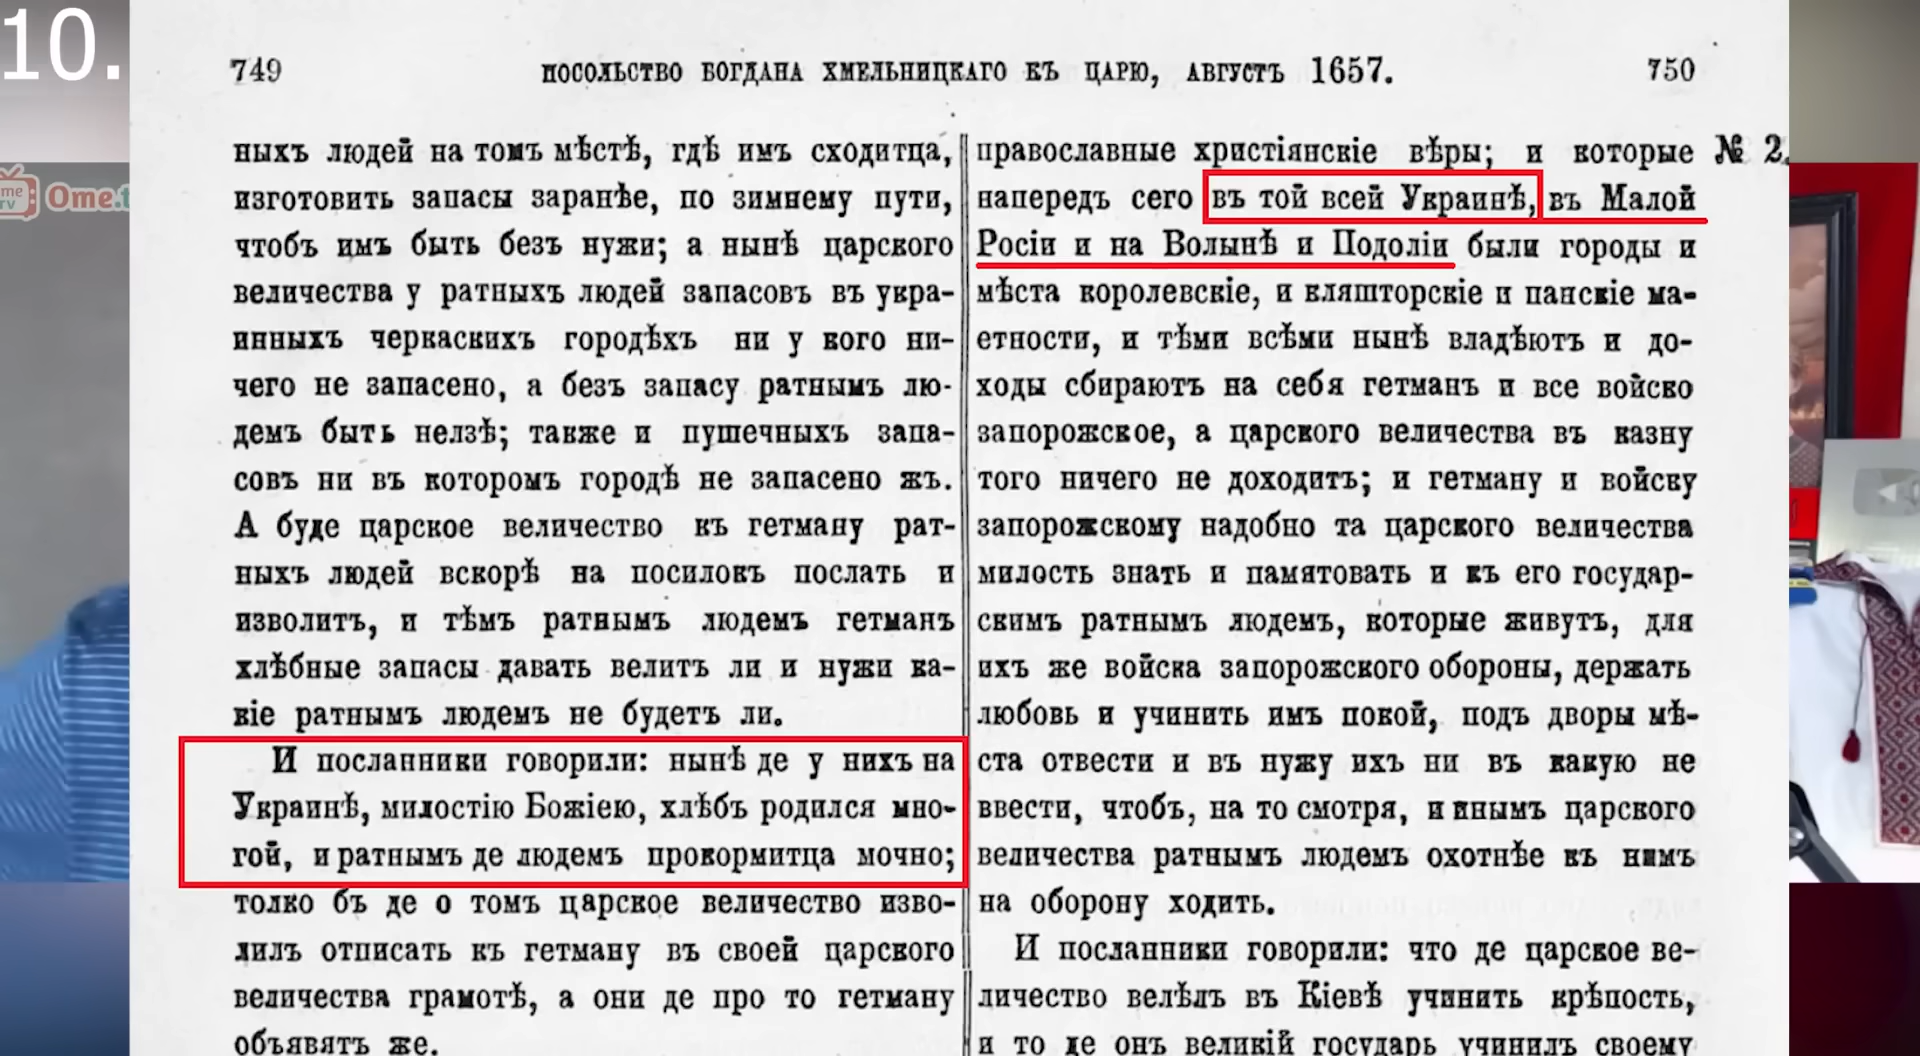 10.
749 ПОСОЛЬСТВО БОГДАНА ХМЕЛЬНИЦКАГО КЪ ЦАРЮ, АВГУСТЪ 1657. 750
ныхъ людей на томъ мѣстѣ, гдѣ имъ сходитца,
изготовить запасы заранѣе, по зимнему пути,
чтобъ имъ быть безъ нужи; а нынѣ царского
величества у ратныхъ людей запасовъ въ укра-
инныхъ черкаскихъ городѣхъ ни у кого ни-
чего не запасено, а безъ запасу ратнымъ лю-
демъ быть нелзѣ; также и пушечныхъ запа-
совъ ни въ которомъ городѣ не запасено жъ.
А буде царское величество къ гетману рат-
ныхъ людей вскорѣ на посилокъ послать и
изволитъ, и тѣмъ ратнымъ людемъ гетманъ
хлѣбные запасы давать велитъ ли и нужи ка-
кіе ратнымъ людемъ не будетъ ли.
И посланники говорили: нынѣ де у нихъ на
Украинѣ, милостію Божіею, хлѣбъ родился мно-
гой, и ратнымъ де людемъ прокормитца мочно;
толко бъ де о томъ царское величество изво-
лилъ отписать къ гетману въ своей царского
величества грамотѣ, а они де про то гетману
объявятъ же.
православные христіянскіе вѣры; и которые
№ 2.
напередъ сего въ той всей Украинѣ, въ Малой
Росіи и на Волынѣ и Подоліи были городы и
мѣста королевскіе, и кляшторскіе и панскіе ма-
етности, и тѣми всѣми нынѣ владѣютъ и до-
ходы сбираютъ на себя гетманъ и все войско
запорожское, а царского величества въ казну
того ничего не доходитъ; и гетману и войску
запорожскому надобно та царского величества
милость знать и памятовать и къ его государ-
скимъ ратнымъ людемъ, которые живутъ, для
ихъ же войска запорожского обороны, держать
любовь и учинить имъ покой, подъ дворы мѣ-
ста отвести и въ нужу ихъ ни въ какую не
ввести, чтобъ, на то смотря, и инымъ царского
величества ратнымъ людемъ охотнѣе къ нимъ
на оборону ходить.
И посланники говорили: что де царское ве-
личество велѣлъ въ Кіевѣ учинить крѣпость,
и то де онъ великій государь учинилъ своему
Ome.t
me
TV